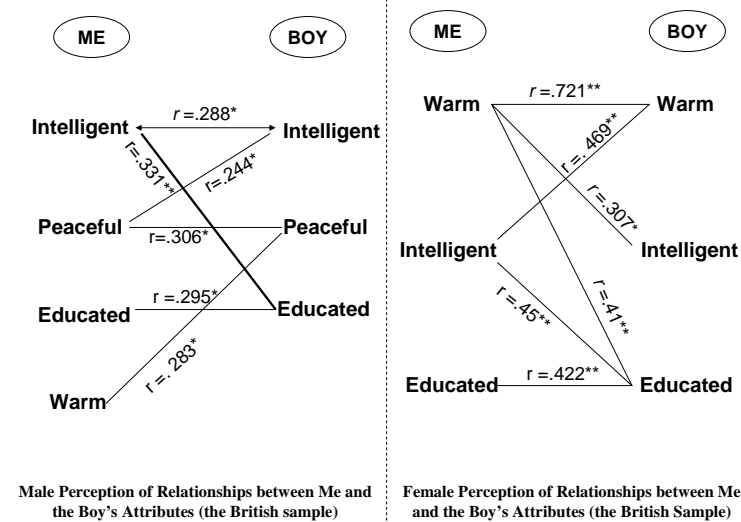 ME
BOY
Intelligent
r =.288*
Intelligent
r=.331**
r=.244*
Peaceful
r=.306*
Peaceful
Educated
r =.295*
Educated
r =. 283*
Warm
Male Perception of Relationships between Me and
the Boy's Attributes (the British sample)
ME
BOY
Warm
r =.721**
Warm
r =. 469**
r =.307*
Intelligent
Intelligent
r =.45**
r =.41**
Educated
r =.422**
Educated
Female Perception of Relationships between Me
and the Boy's Attributes (the British Sample)